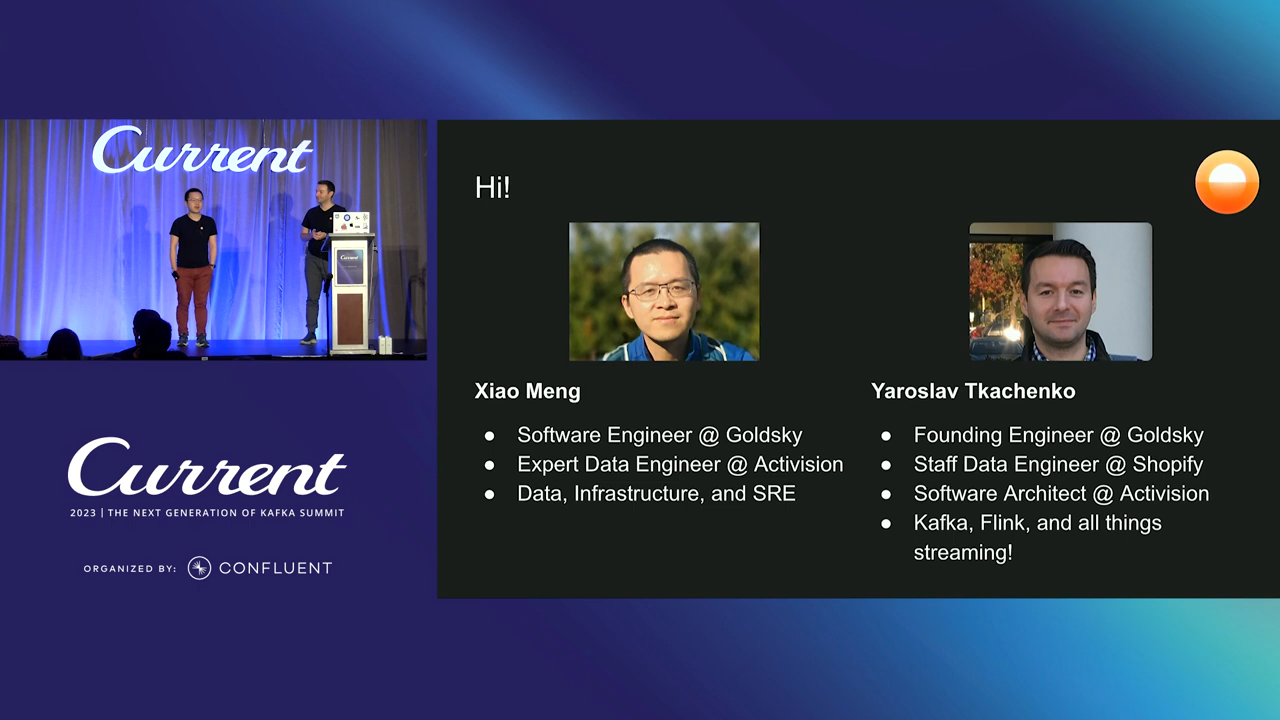 Current
Current
Current
2023 | THE NEXT GENERATION OF KAFKA SUMMIT
ORGANIZED BY: CONFLUENT
Hi!
Xiao Meng
● Software Engineer @ Goldsky
● Expert Data Engineer @ Activision
● Data, Infrastructure, and SRE
Yaroslav Tkachenko
● Founding Engineer @ Goldsky
● Staff Data Engineer @ Shopify
● Software Architect @ Activision
● Kafka, Flink, and all things
streaming!